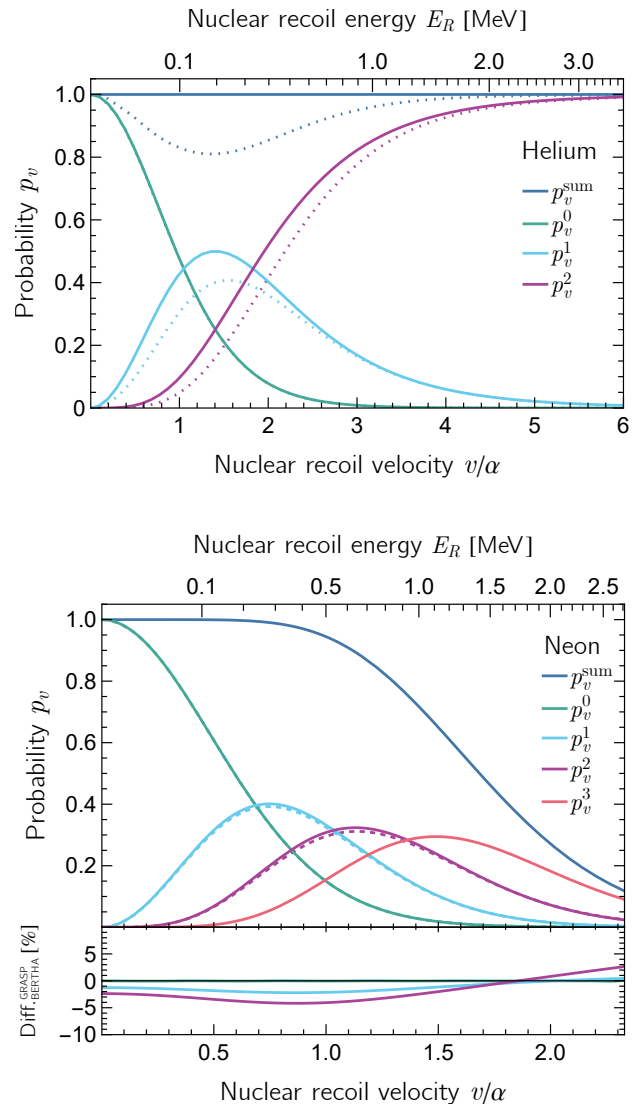 Nuclear recoil energy E_R [MeV]
0.1 1.0 2.0 3.0
Probability p_v
1.0
0.8
0.6
0.4
0.2
0
Helium
p_v^sum
p_v^0
p_v^1
p_v^2
1 2 3 4 5 6
Nuclear recoil velocity v/α
Nuclear recoil energy E_R [MeV]
0.1 0.5 1.0 1.5 2.0 2.5
Probability p_v
1.0
0.8
0.6
0.4
0.2
Neon
p_v^sum
p_v^0
p_v^1
p_v^2
p_v^3
Diff. GRASP BERTHA [%]
5
0
−5
−10
0.5 1.0 1.5 2.0
Nuclear recoil velocity v/α